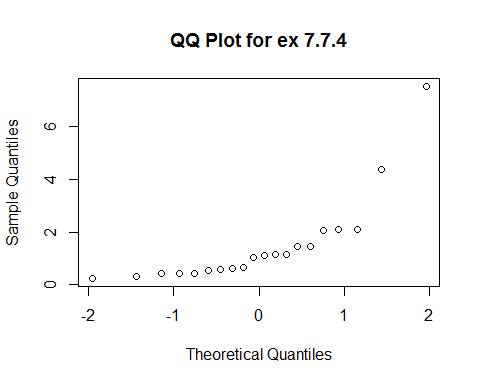 QQ Plot for ex 7.7.4
Sample Quantiles
6
4
2
0
-2 -1 0 1 2
Theoretical Quantiles